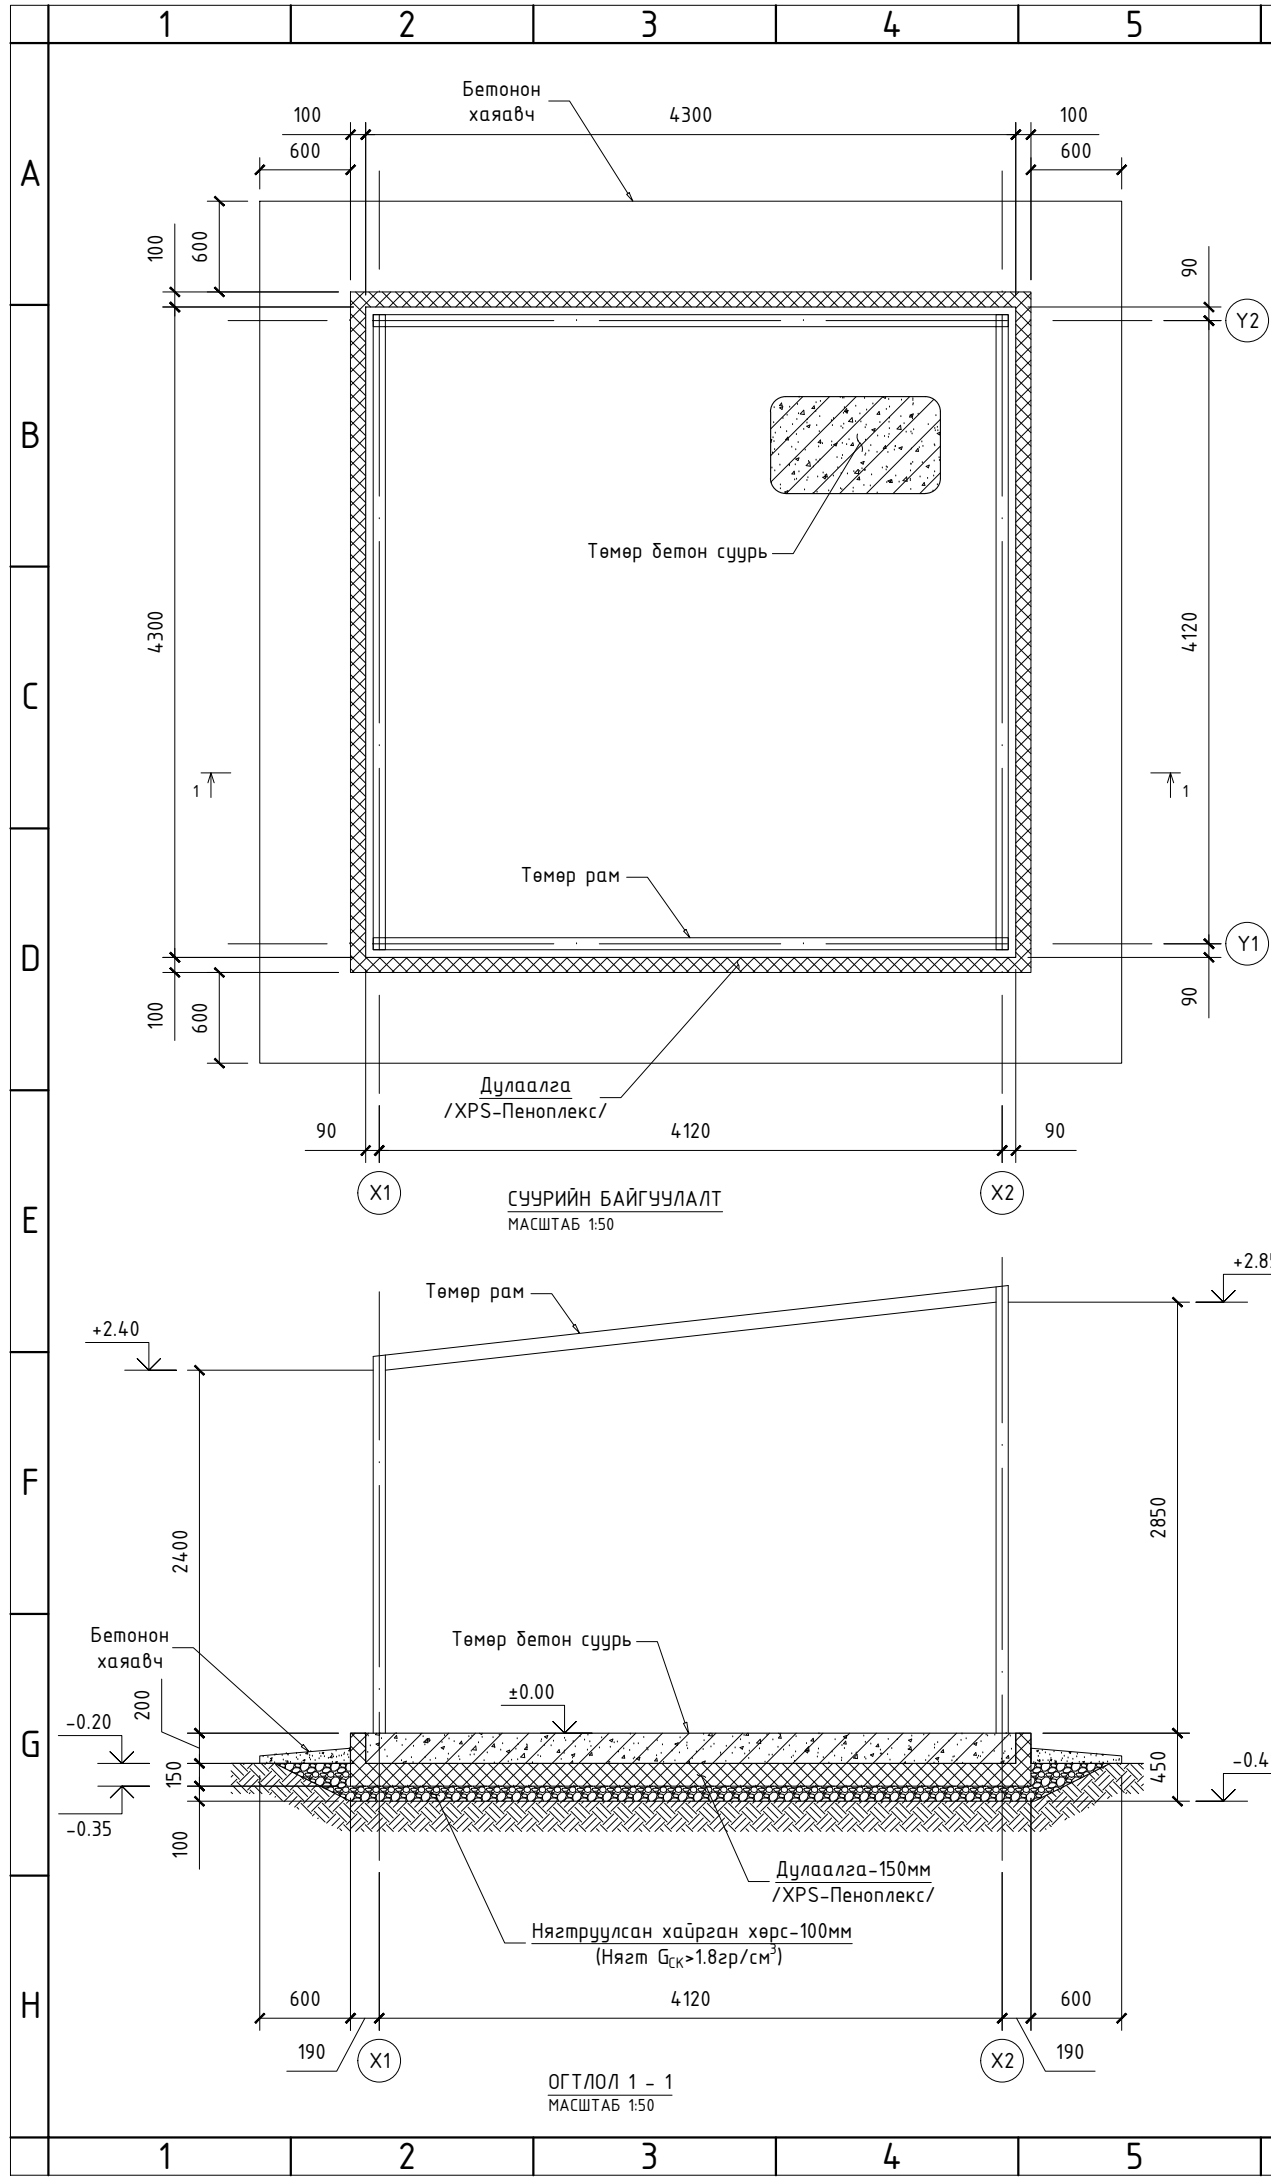 1 2 3 4 5
A
B
C
D
E
F
G
H
Бетонон
хаяавч
100 4300 100
600 600
100
600
90
Y2
Төмөр бетон суурь
4300
4120
1 1
Төмөр рам
Y1
100
600
90
Дулаалга
/XPS-Пеноплекс/
90 4120 90
X1 X2
СУУРИЙН БАЙГУУЛАЛТ
МАСШТАБ 1:50
+2.8
Төмөр рам
+2.40
2400
2850
Бетонон
хаяавч
Төмөр бетон суурь
200
±0.00
-0.20
150
450
-0.4
-0.35
100
Дулаалга-150мм
/XPS-Пеноплекс/
Нягтруулсан хайрган хөрс-100мм
(Нягт GСК>1.8гр/см³)
600 4120 600
190 190
X1 X2
ОГТЛОЛ 1 - 1
МАСШТАБ 1:50
1 2 3 4 5